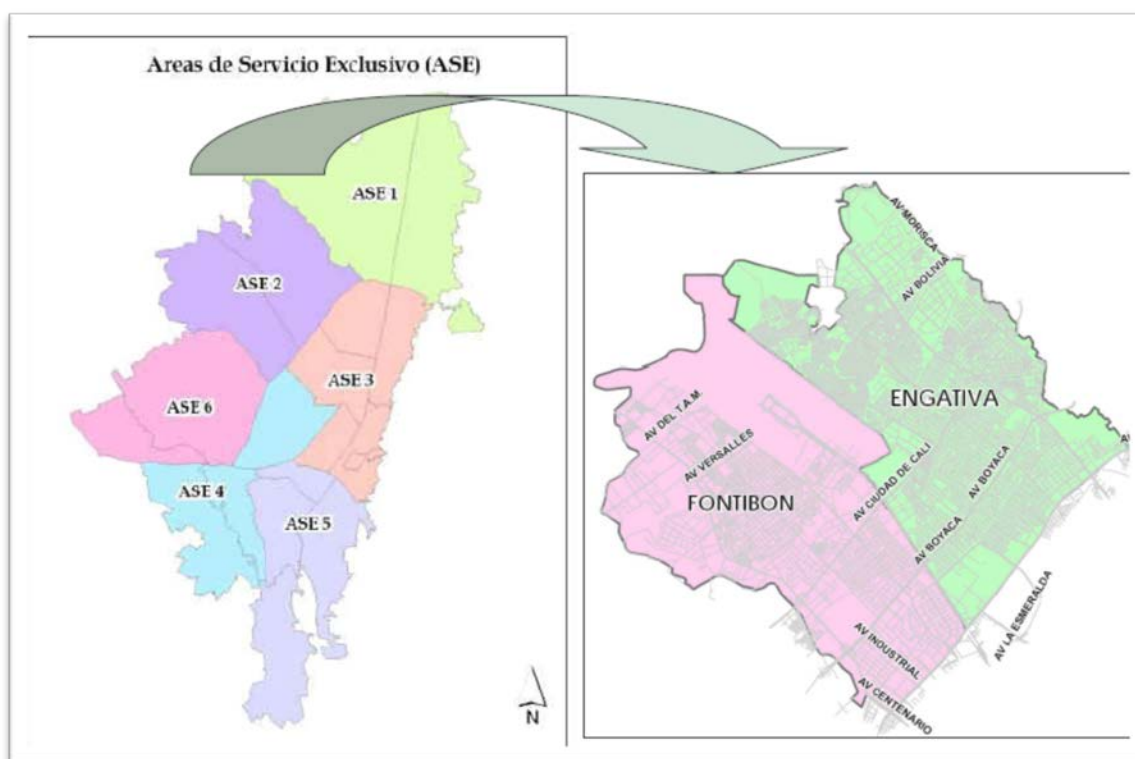 Areas de Servicio Exclusivo (ASE)
ASE 1
ASE 2
ASE 3
ASE 6
ASE 4
ASE 5
N
AV MORISCA
AV BOLIVIA
ENGATIVA
AV DEL T.A.M.
AV VERSALLES
FONTIBON
AV CIUDAD DE CALI
AV BOYACA
AV BOYACA
AV LA ESMERALDA
AV INDUSTRIAL
AV CENTENARIO